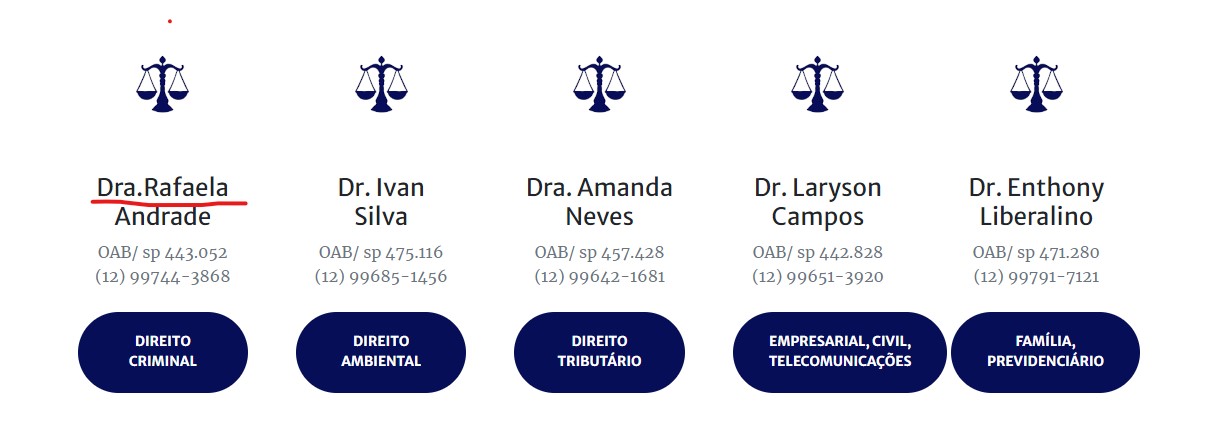 Dra.Rafaela
Andrade
OAB/ sp 443.052
(12) 99744-3868
DIREITO
CRIMINAL
Dr. Ivan
Silva
OAB/ sp 475.116
(12) 99685-1456
DIREITO
AMBIENTAL
Dra. Amanda
Neves
OAB/ sp 457.428
(12) 99642-1681
DIREITO
TRIBUTÁRIO
Dr. Laryson
Campos
OAB/ sp 442.828
(12) 99651-3920
EMPRESARIAL, CIVIL,
TELECOMUNICAÇÕES
Dr. Enthony
Liberalino
OAB/ sp 471.280
(12) 99791-7121
FAMÍLIA,
PREVIDENCIÁRIO